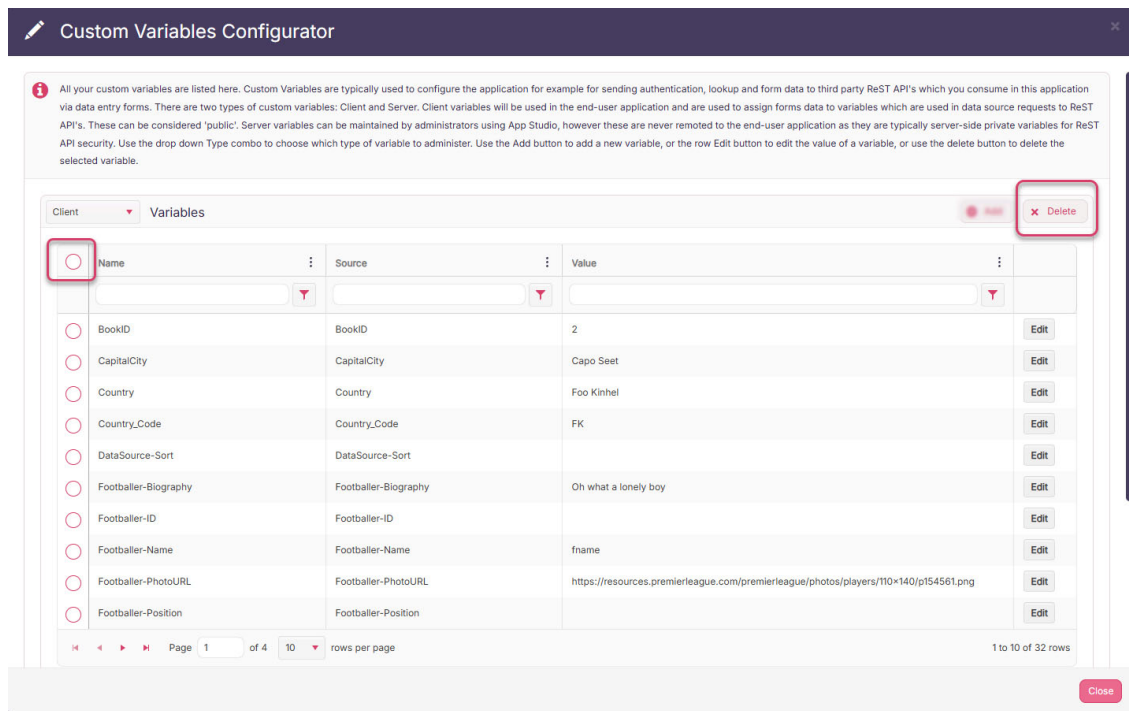 Custom Variables Configurator
All your custom variables are listed here. Custom Variables are typically used to configure the application for example for sending authentication, lookup and form data to third party ReST API's which you consume in this application
via data entry forms. There are two types of custom variables: Client and Server. Client variables will be used in the end-user application and are used to assign forms data to variables which are used in data source requests to ReST
API's. These can be considered 'public'. Server variables can be maintained by administrators using App Studio, however these are never remoted to the end-user application as they are typically server-side private variables for ReST
API security. Use the drop down Type combo to choose which type of variable to administer. Use the Add button to add a new variable, or the row Edit button to edit the value of a variable, or use the delete button to delete the
selected variable.
Client Variables Delete
Name Source Value
BookID BookID 2 Edit
CapitalCity CapitalCity Capo Seet Edit
Country Country Foo Kinhel Edit
Country_Code Country_Code FK Edit
DataSource-Sort DataSource-Sort Edit
Footballer-Biography Footballer-Biography Oh what a lonely boy Edit
Footballer-ID Footballer-ID Edit
Footballer-Name Footballer-Name fname Edit
Footballer-PhotoURL Footballer-PhotoURL https://resources.premierleague.com/premierleague/photos/players/110x140/p154561.png Edit
Footballer-Position Footballer-Position Edit
Page 1 of 4 10 rows per page 1 to 10 of 32 rows
Close